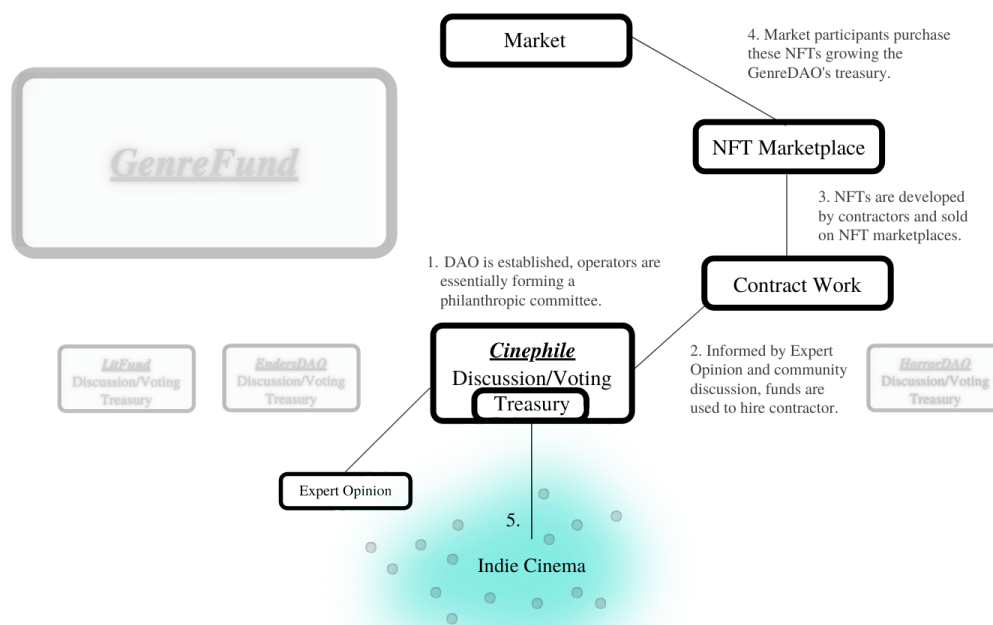 Market
4. Market participants purchase
these NFTs growing the
GenreDAO's treasury.
GenreFund
NFT Marketplace
3. NFTs are developed
by contractors and sold
on NFT marketplaces.
1. DAO is established, operators are
essentially forming a
philanthropic committee.
Contract Work
LitFund
Discussion/Voting
Treasury
EndersDAO
Discussion/Voting
Treasury
Cinephile
Discussion/Voting
Treasury
2. Informed by Expert
Opinion and community
discussion, funds are
used to hire contractor.
HorrorDAO
Discussion/Voting
Treasury
Expert Opinion
5.
Indie Cinema